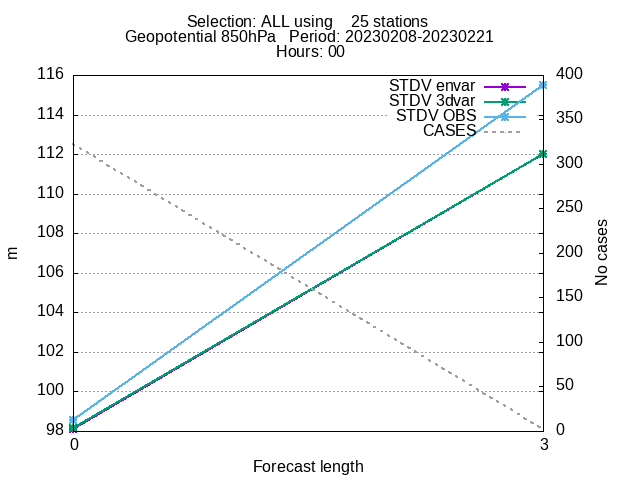 Selection: ALL using    25 stations
Geopotential 850hPa   Period: 20230208-20230221
Hours: 00
STDV envar
STDV 3dvar
STDV OBS
CASES
116
114
112
110
108
106
104
102
100
98
400
350
300
250
200
150
100
50
0
m
No cases
0
3
Forecast length